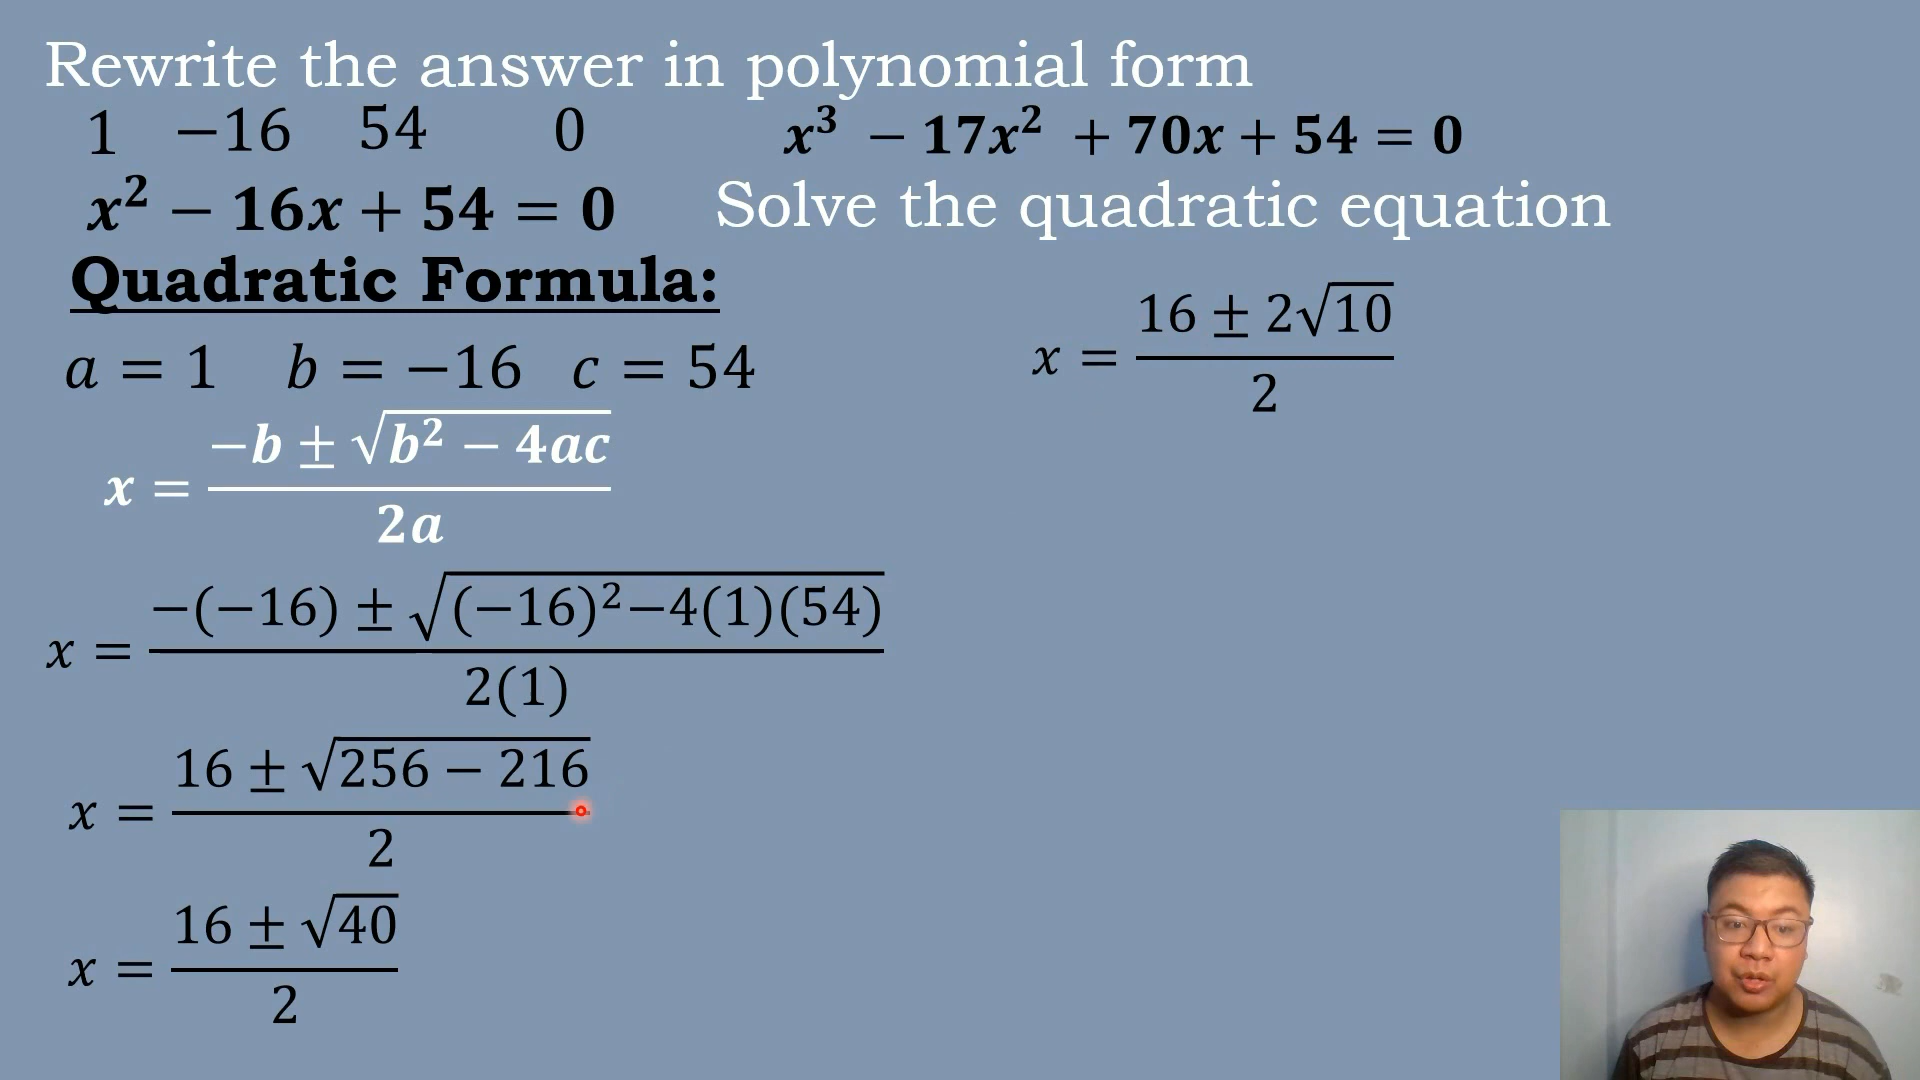 Rewrite the answer in polynomial form
1 −16 54 0
x³ − 17x² + 70x + 54 = 0
x² − 16x + 54 = 0
Solve the quadratic equation
Quadratic Formula:
a = 1 b = −16 c = 54
x = (−b ± √(b² − 4ac)) / 2a
x = (−(−16) ± √((−16)²−4(1)(54))) / 2(1)
x = (16 ± √(256 − 216)) / 2
x = (16 ± √40) / 2
x = (16 ± 2√10) / 2